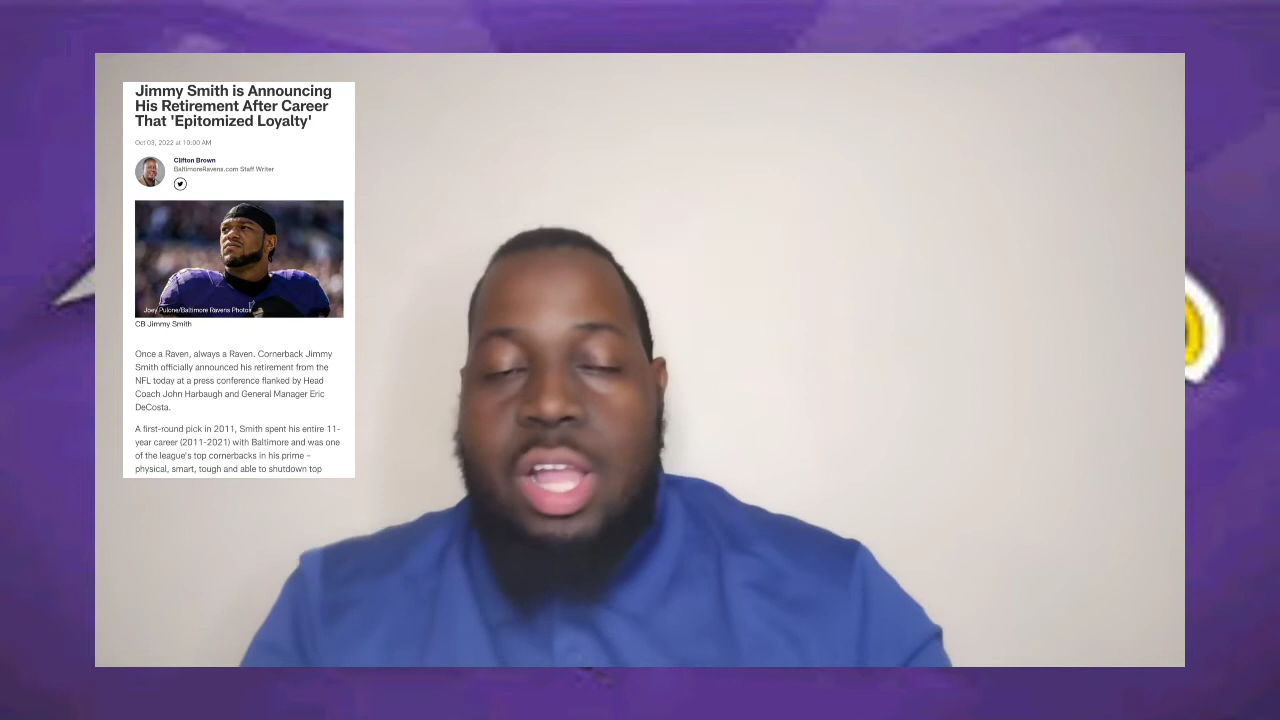 Jimmy Smith is Announcing
His Retirement After Career
That 'Epitomized Loyalty'
Oct 03, 2022 at 10:00 AM
Clifton Brown
BaltimoreRavens.com Staff Writer
Joey Pulone/Baltimore Ravens Photos
CB Jimmy Smith
Once a Raven, always a Raven. Cornerback Jimmy
Smith officially announced his retirement from the
NFL today at a press conference flanked by Head
Coach John Harbaugh and General Manager Eric
DeCosta.
A first-round pick in 2011, Smith spent his entire 11-
year career (2011-2021) with Baltimore and was one
of the league's top cornerbacks in his prime –
physical, smart, tough and able to shutdown top